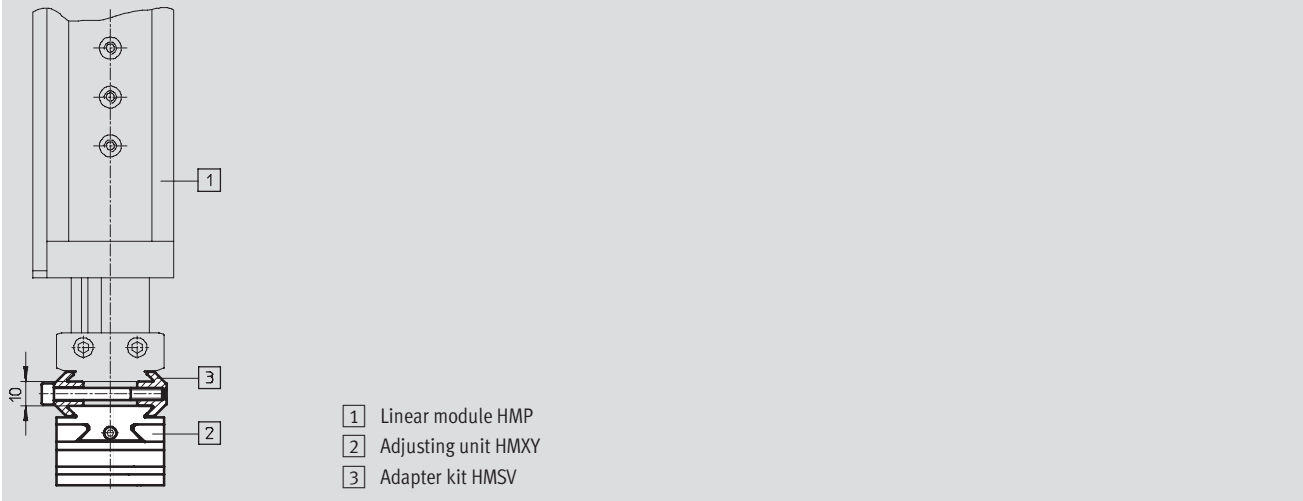 1
3
10
2
1 Linear module HMP
2 Adjusting unit HMXY
3 Adapter kit HMSV